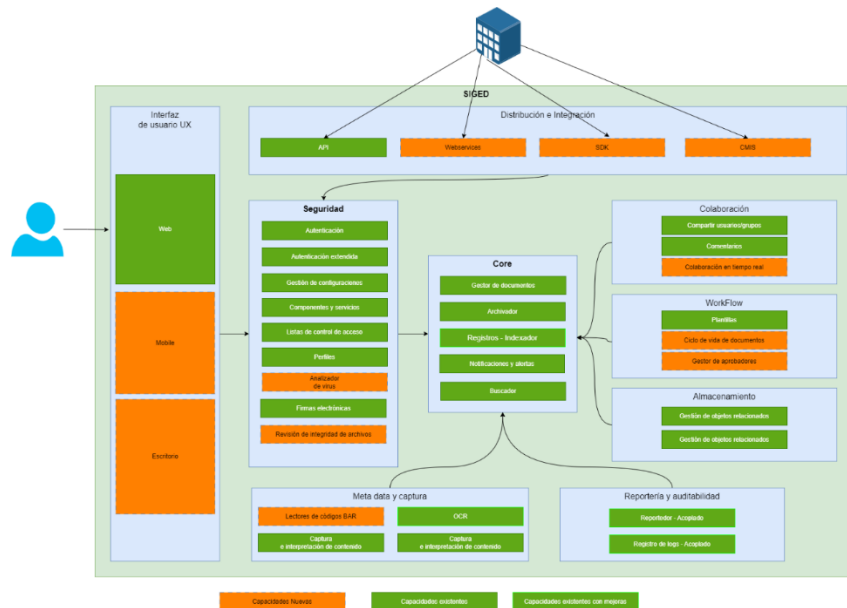 SIGED
Interfaz
de usuario UX
Web
Mobile
Escritorio
Distribución e Integración
API
Webservices
SDK
CMIS
Seguridad
Autenticación
Autenticación extendida
Gestión de configuraciones
Componentes y servicios
Listas de control de acceso
Perfiles
Analizador
de virus
Firmas electrónicas
Revisión de integridad de archivos
Core
Gestor de documentos
Archivador
Registros - Indexador
Notificaciones y alertas
Buscador
Colaboración
Compartir usuarios/grupos
Comentarios
Colaboración en tiempo real
WorkFlow
Plantillas
Ciclo de vida de documentos
Gestor de aprobadores
Almacenamiento
Gestión de objetos relacionados
Gestión de objetos relacionados
Meta data y captura
Lectores de códigos BAR
OCR
Captura
e interpretación de contenido
Captura
e interpretación de contenido
Reportería y auditabilidad
Reporteador - Acoplado
Registro de logs - Acoplado
Capacidades Nuevas
Capacidades existentes
Capacidades existentes con mejoras